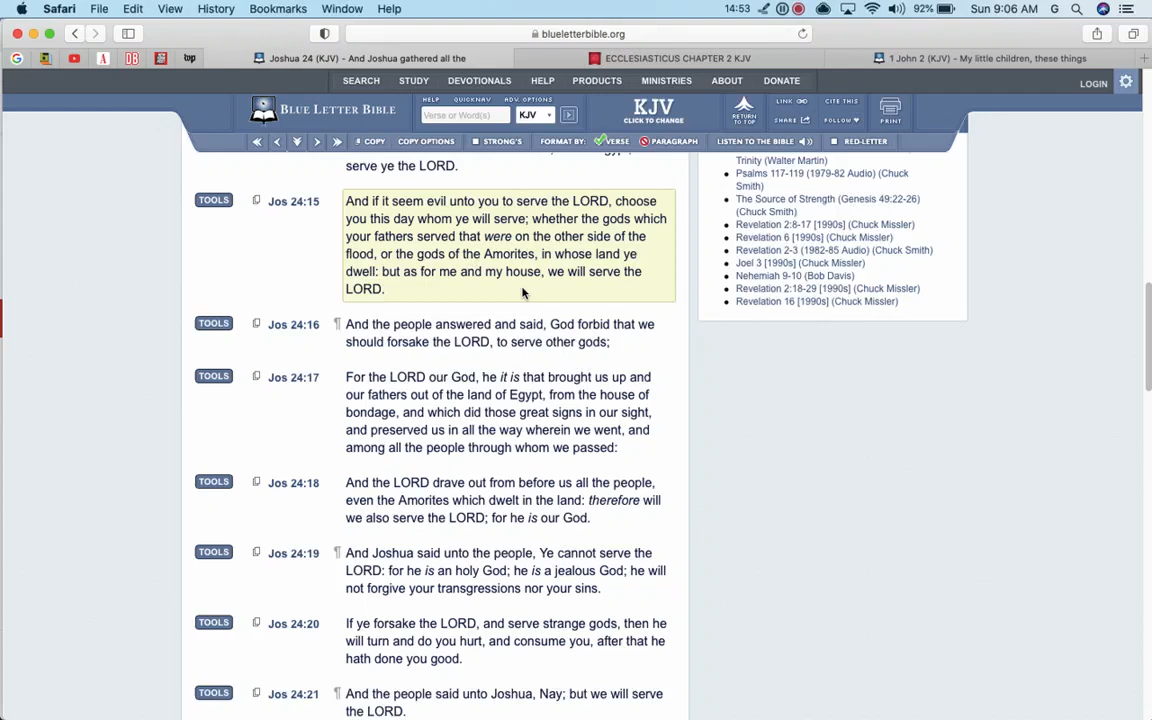 Safari File Edit View History Bookmarks Window Help 14:53 92% Sun 9:06 AM G
blueletterbible.org
G A DB wp Joshua 24 (KJV) - And Joshua gathered all the ECCLESIASTICUS CHAPTER 2 KJV 1 John 2 (KJV) - My little children, these things
SEARCH STUDY DEVOTIONALS HELP PRODUCTS MINISTRIES ABOUT DONATE LOGIN
BLUE LETTER BIBLE
HELP QUICKNAV ADV. OPTIONS
Verse or Word(s) KJV
KJV
CLICK TO CHANGE
RETURN TO TOP
LINK CITE THIS
SHARE FOLLOW
PRINT
COPY COPY OPTIONS STRONG'S FORMAT BY: VERSE PARAGRAPH LISTEN TO THE BIBLE RED-LETTER
serve ye the LORD.
TOOLS Jos 24:15 And if it seem evil unto you to serve the LORD, choose
you this day whom ye will serve; whether the gods which
your fathers served that were on the other side of the
flood, or the gods of the Amorites, in whose land ye
dwell: but as for me and my house, we will serve the
LORD.
TOOLS Jos 24:16 ¶ And the people answered and said, God forbid that we
should forsake the LORD, to serve other gods;
TOOLS Jos 24:17 For the LORD our God, he it is that brought us up and
our fathers out of the land of Egypt, from the house of
bondage, and which did those great signs in our sight,
and preserved us in all the way wherein we went, and
among all the people through whom we passed:
TOOLS Jos 24:18 And the LORD drave out from before us all the people,
even the Amorites which dwelt in the land: therefore will
we also serve the LORD; for he is our God.
TOOLS Jos 24:19 ¶ And Joshua said unto the people, Ye cannot serve the
LORD: for he is an holy God; he is a jealous God; he will
not forgive your transgressions nor your sins.
TOOLS Jos 24:20 If ye forsake the LORD, and serve strange gods, then he
will turn and do you hurt, and consume you, after that he
hath done you good.
TOOLS Jos 24:21 ¶ And the people said unto Joshua, Nay; but we will serve
the LORD.
Trinity (Walter Martin)
Psalms 117-119 (1979-82 Audio) (Chuck
Smith)
The Source of Strength (Genesis 49:22-26)
(Chuck Smith)
Revelation 2:8-17 [1990s] (Chuck Missler)
Revelation 6 [1990s] (Chuck Missler)
Revelation 2-3 (1982-85 Audio) (Chuck Smith)
Joel 3 [1990s] (Chuck Missler)
Nehemiah 9-10 (Bob Davis)
Revelation 2:18-29 [1990s] (Chuck Missler)
Revelation 16 [1990s] (Chuck Missler)